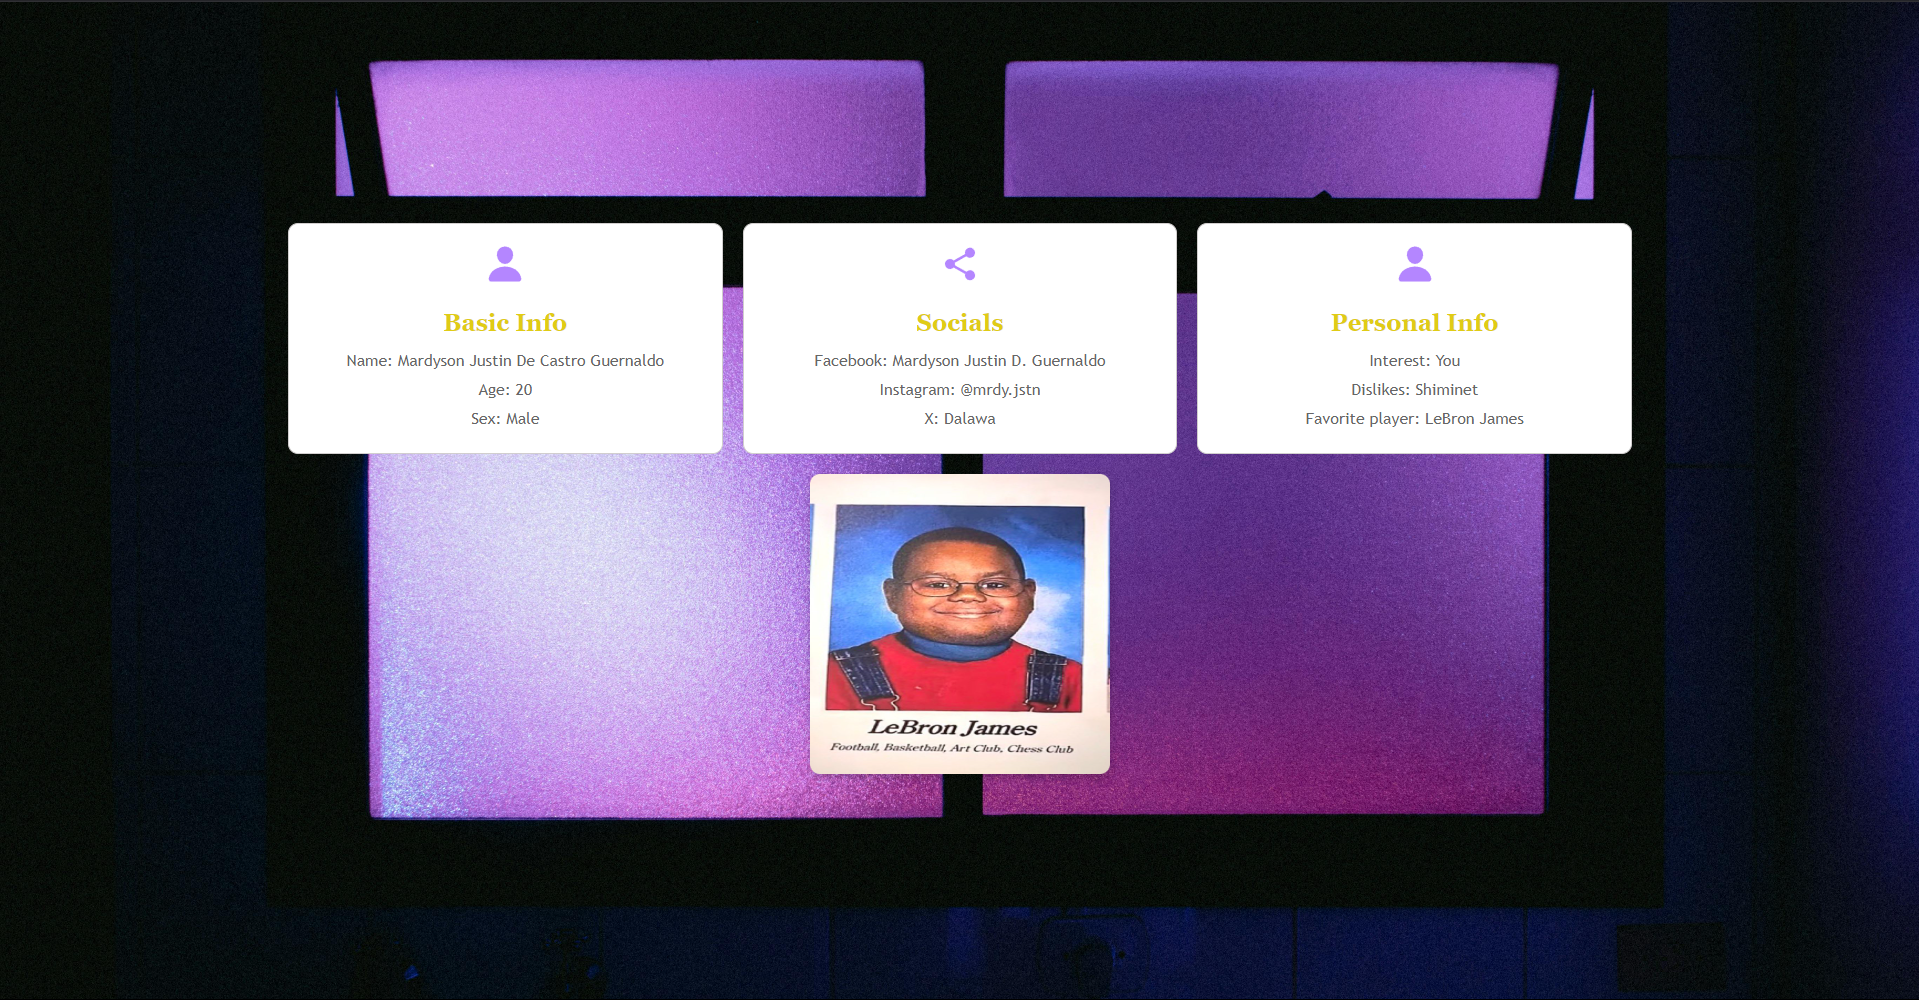 Basic Info
Name: Mardyson Justin De Castro Guernaldo
Age: 20
Sex: Male
Socials
Facebook: Mardyson Justin D. Guernaldo
Instagram: @mrdy.jstn
X: Dalawa
Personal Info
Interest: You
Dislikes: Shiminet
Favorite player: LeBron James
LeBron James
Football, Basketball, Art Club, Chess Club